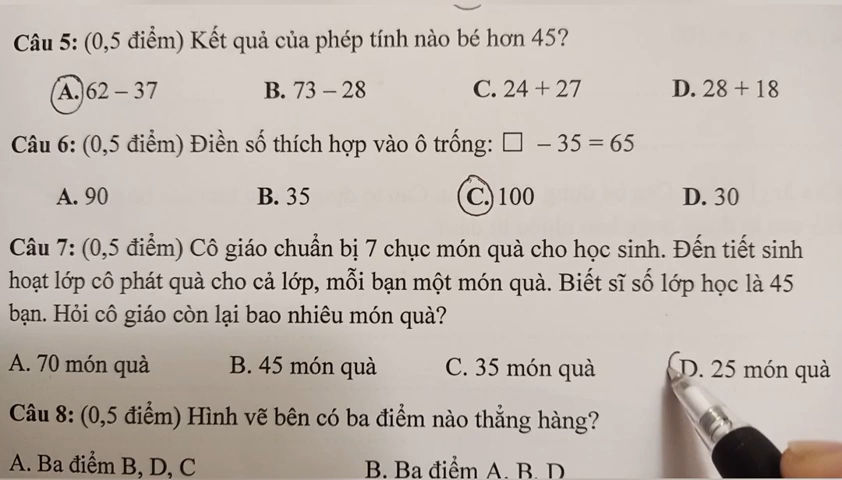 Câu 5: (0,5 điểm) Kết quả của phép tính nào bé hơn 45?
A. 62 – 37 B. 73 – 28 C. 24 + 27 D. 28 + 18
Câu 6: (0,5 điểm) Điền số thích hợp vào ô trống: □ – 35 = 65
A. 90 B. 35 C. 100 D. 30
Câu 7: (0,5 điểm) Cô giáo chuẩn bị 7 chục món quà cho học sinh. Đến tiết sinh
hoạt lớp cô phát quà cho cả lớp, mỗi bạn một món quà. Biết sĩ số lớp học là 45
bạn. Hỏi cô giáo còn lại bao nhiêu món quà?
A. 70 món quà B. 45 món quà C. 35 món quà D. 25 món quà
Câu 8: (0,5 điểm) Hình vẽ bên có ba điểm nào thẳng hàng?
A. Ba điểm B, D, C B. Ba điểm A, B, D